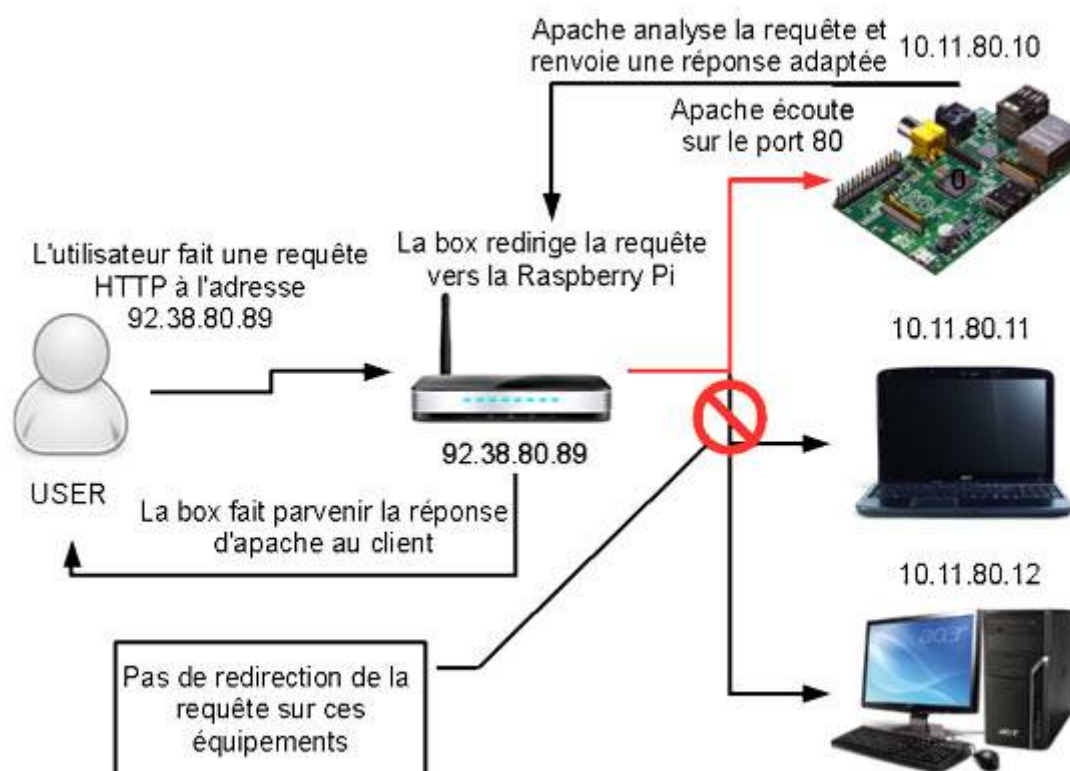 Apache analyse la requête et
renvoie une réponse adaptée
10.11.80.10
Apache écoute
sur le port 80
L'utilisateur fait une requête
HTTP à l'adresse
92.38.80.89
La box redirige la requête
vers la Raspberry Pi
10.11.80.11
92.38.80.89
USER
La box fait parvenir la réponse
d'apache au client
10.11.80.12
Pas de redirection de la
requête sur ces
équipements
acer